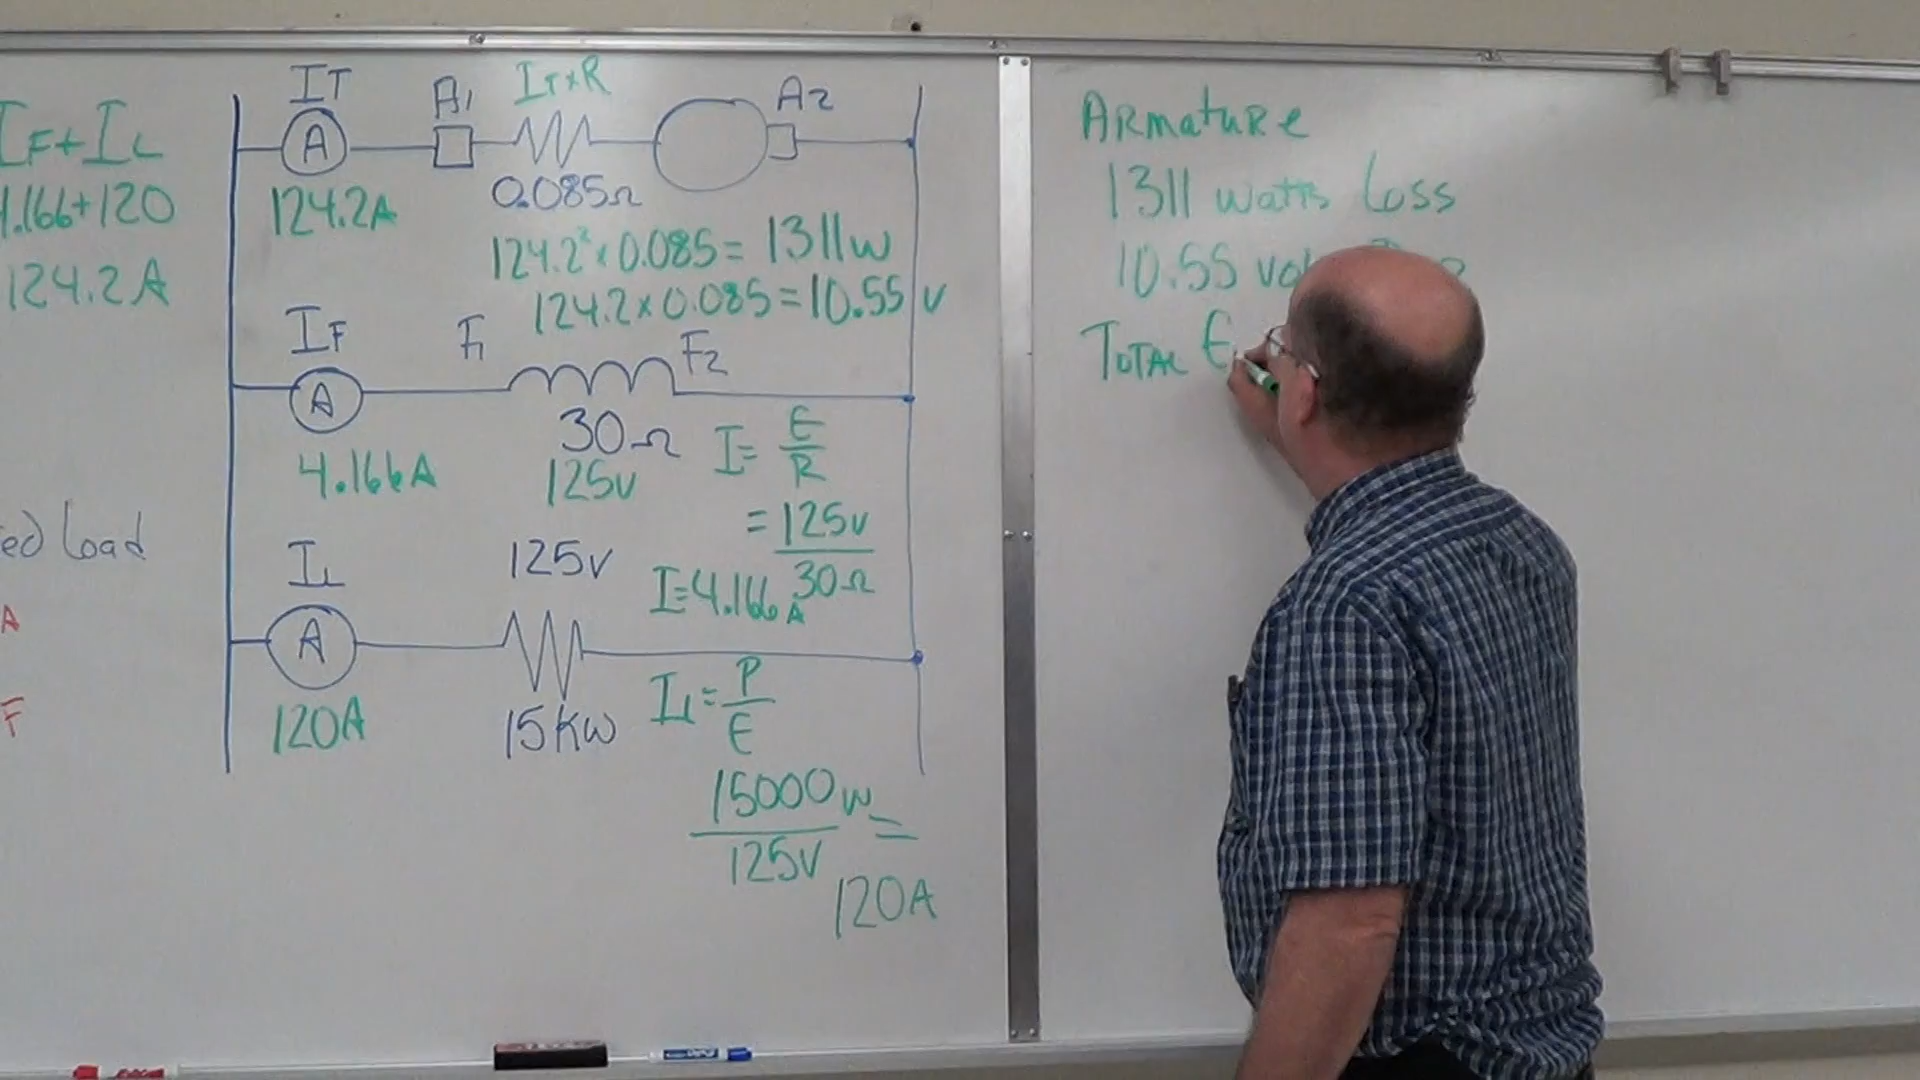 IF+IL
4.166+120
124.2A
ed Load
A
F
IT
A
124.2A
A1
IT×R
A2
0.085Ω
124.2²×0.085=1311w
124.2×0.085=10.55v
IF
A
4.166A
F1
F2
30Ω
125v
I=E/R
=125v
30Ω
I=4.166A
IL
A
120A
125v
15KW
IL=P/E
15000w=
125V
120A
Armature
1311 watts Loss
10.55
Total E